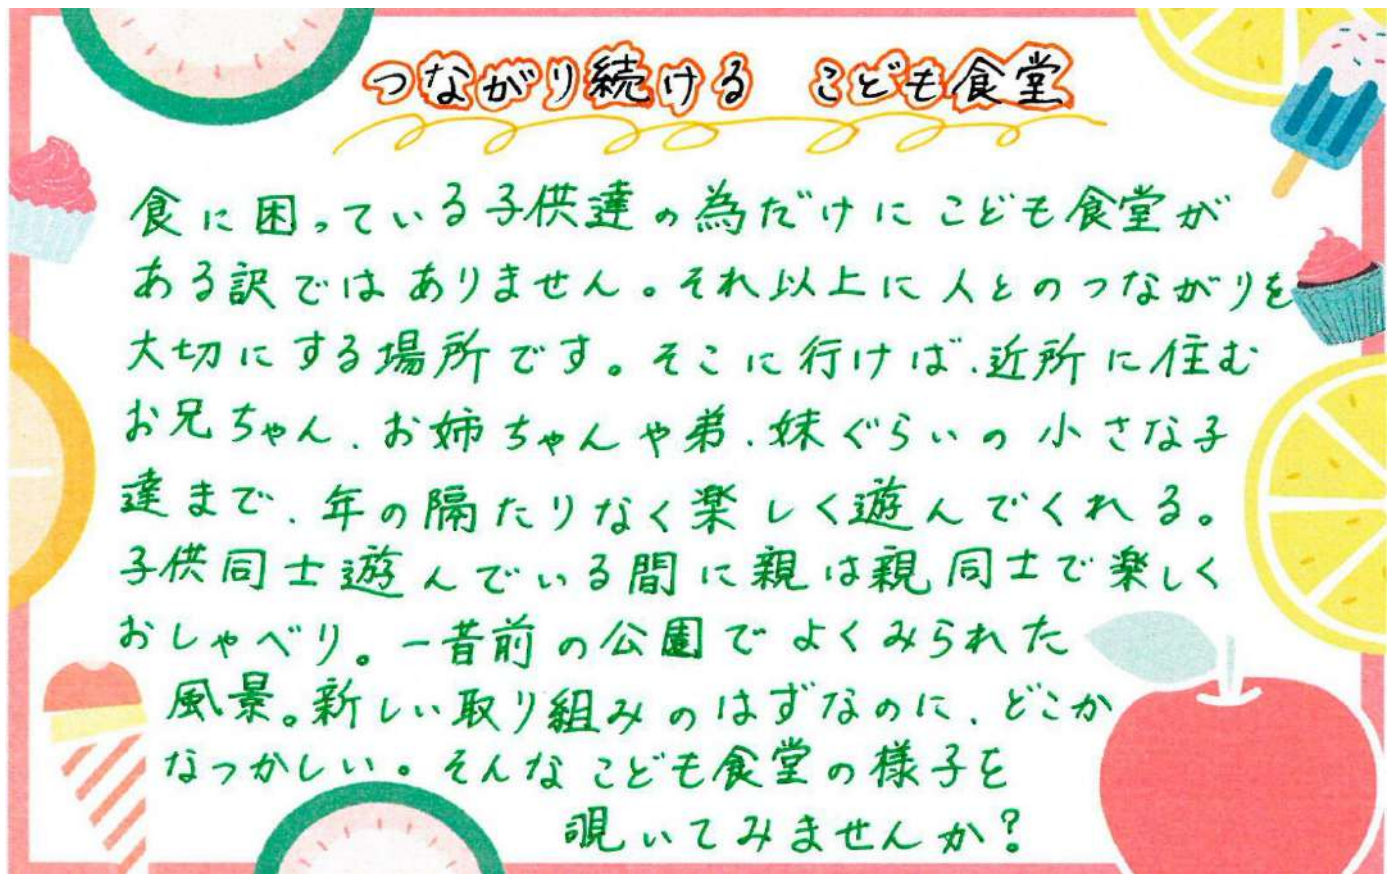 つながり続ける　こども食堂
食に困っている子供達の為だけにこども食堂が
ある訳ではありません。それ以上に人とのつながりを
大切にする場所です。そこに行けば、近所に住む
お兄ちゃん、お姉ちゃんや弟、妹ぐらいの小さな子
達まで、年の隔たりなく楽しく遊んでくれる。
子供同士遊んでいる間に親は親同士で楽しく
おしゃべり。一昔前の公園でよくみられた
風景。新しい取り組みのはずなのに、どこか
なつかしい。そんなこども食堂の様子を
覗いてみませんか？